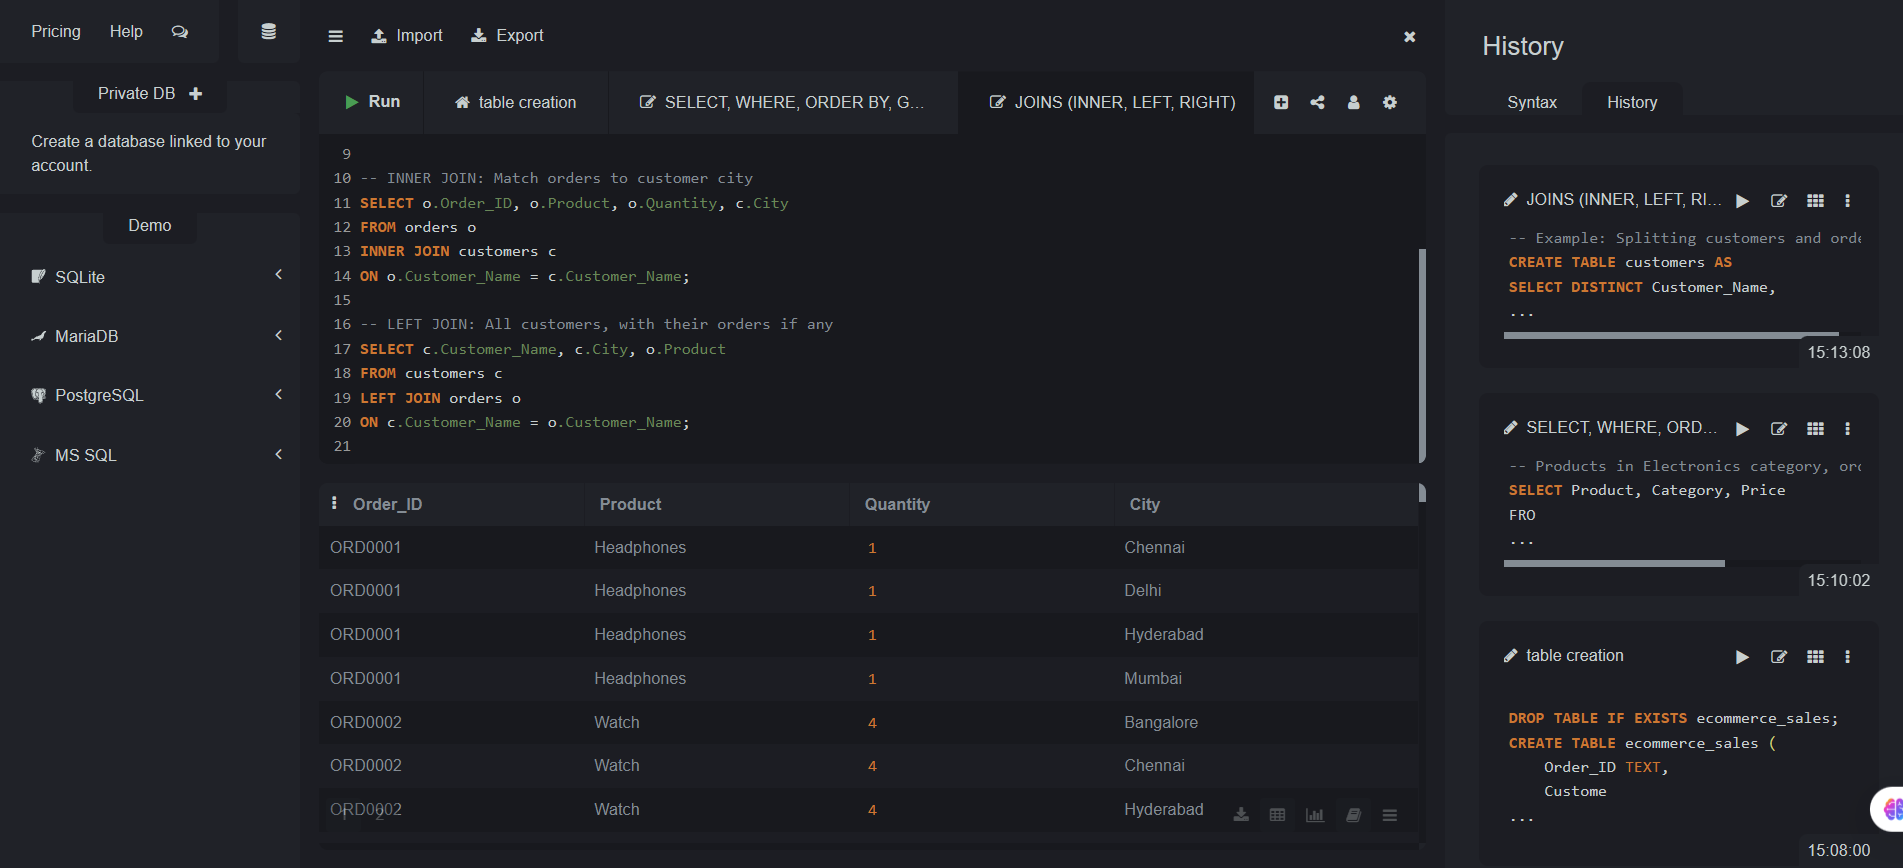 Pricing
Help
Private DB
Create a database linked to your
account.
Demo
SQLite
MariaDB
PostgreSQL
MS SQL
Import
Export
Run
table creation
SELECT, WHERE, ORDER BY, G...
JOINS (INNER, LEFT, RIGHT)
9
10 -- INNER JOIN: Match orders to customer city
11 SELECT o.Order_ID, o.Product, o.Quantity, c.City
12 FROM orders o
13 INNER JOIN customers c
14 ON o.Customer_Name = c.Customer_Name;
15
16 -- LEFT JOIN: All customers, with their orders if any
17 SELECT c.Customer_Name, c.City, o.Product
18 FROM customers c
19 LEFT JOIN orders o
20 ON c.Customer_Name = o.Customer_Name;
21
Order_ID Product Quantity City
ORD0001 Headphones 1 Chennai
ORD0001 Headphones 1 Delhi
ORD0001 Headphones 1 Hyderabad
ORD0001 Headphones 1 Mumbai
ORD0002 Watch 4 Bangalore
ORD0002 Watch 4 Chennai
ORD0002 Watch 4 Hyderabad
1 2
History
Syntax
History
JOINS (INNER, LEFT, RI...
-- Example: Splitting customers and orde
CREATE TABLE customers AS
SELECT DISTINCT Customer_Name,
...
15:13:08
SELECT, WHERE, ORD...
-- Products in Electronics category, ord
SELECT Product, Category, Price
FRO
...
15:10:02
table creation
DROP TABLE IF EXISTS ecommerce_sales;
CREATE TABLE ecommerce_sales (
Order_ID TEXT,
Custome
...
15:08:00